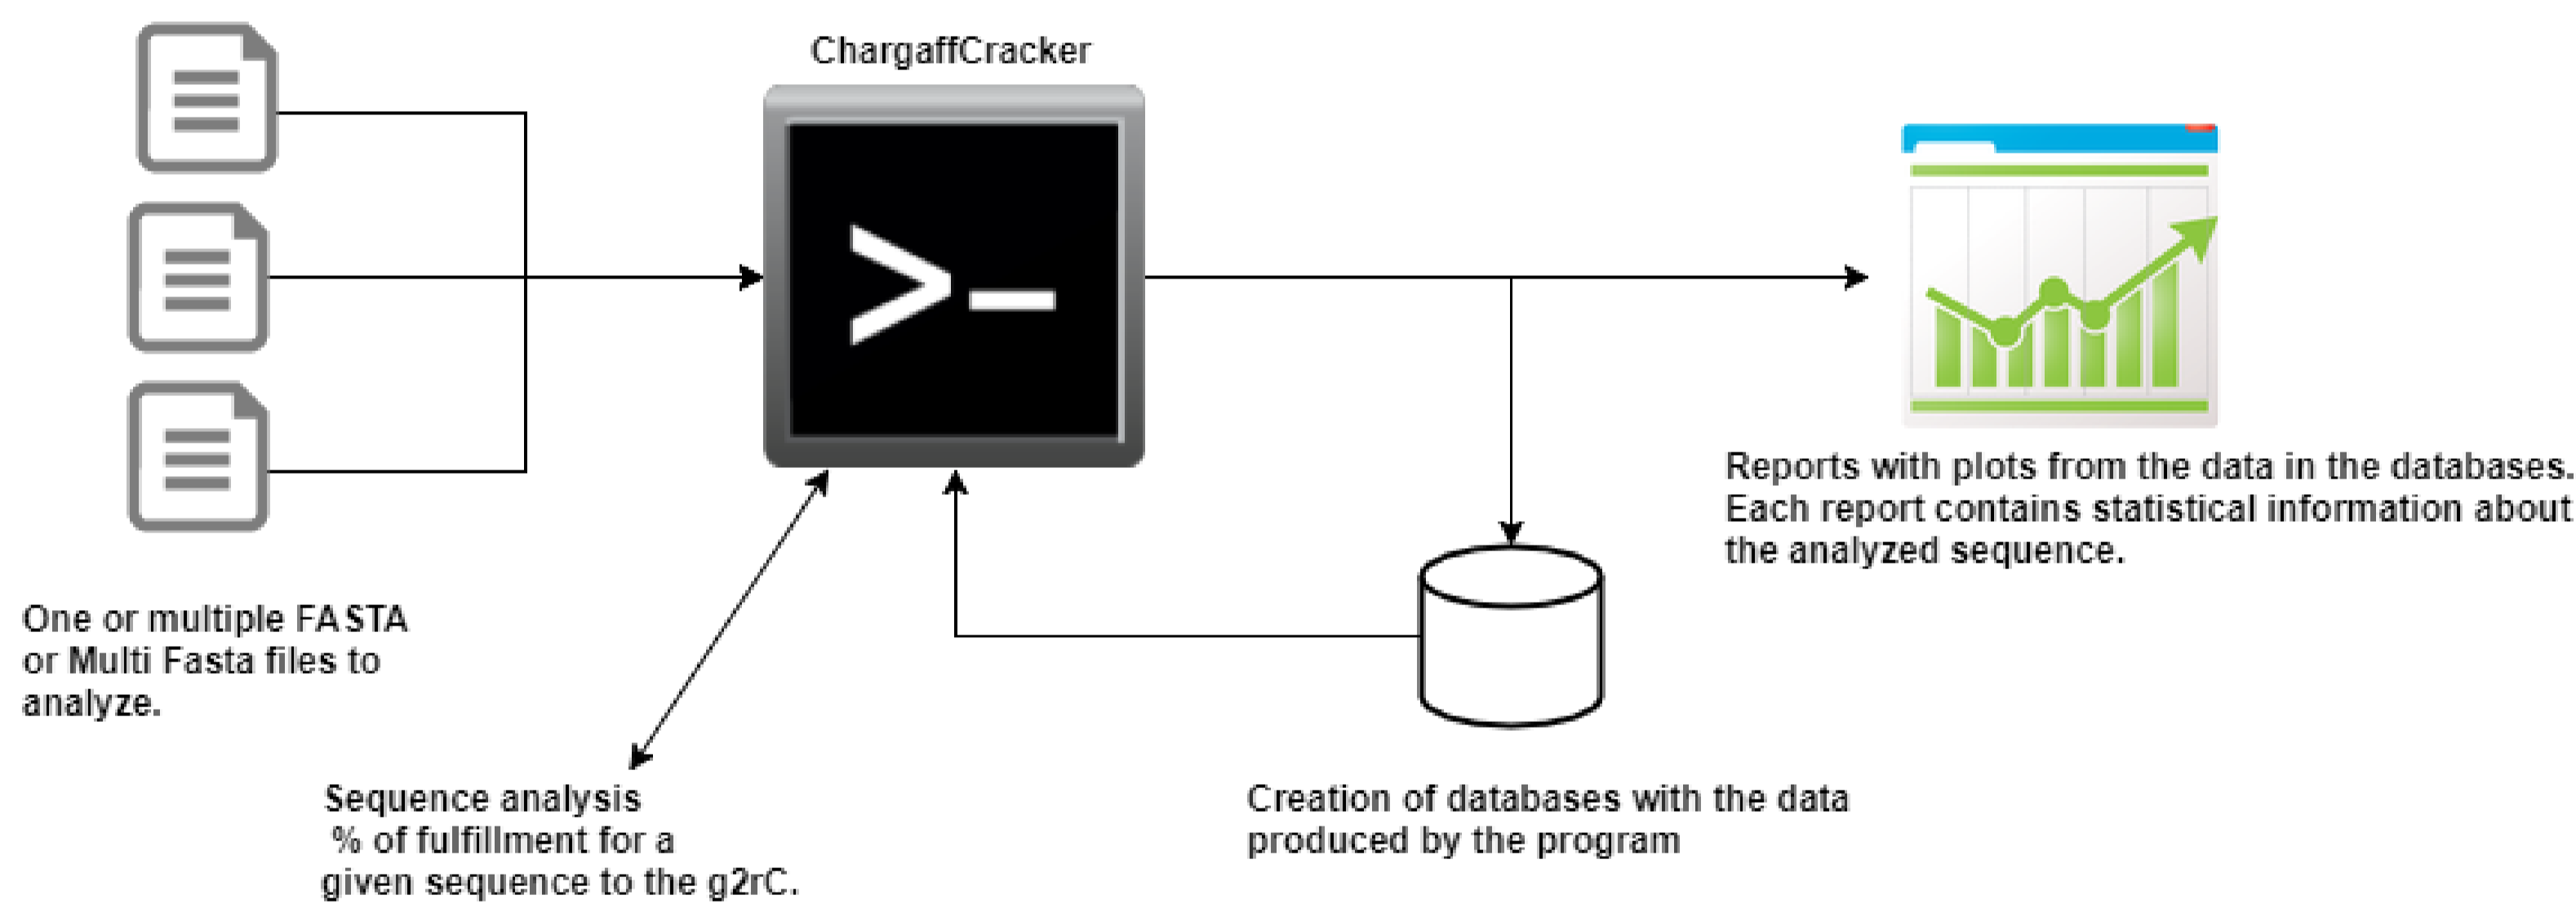 ChargaffCracker
>_
Reports with plots from the data in the databases.
Each report contains statistical information about
the analyzed sequence.
One or multiple FASTA
or Multi Fasta files to
analyze.
Sequence analysis
% of fulfillment for a
given sequence to the g2rC.
Creation of databases with the data
produced by the program